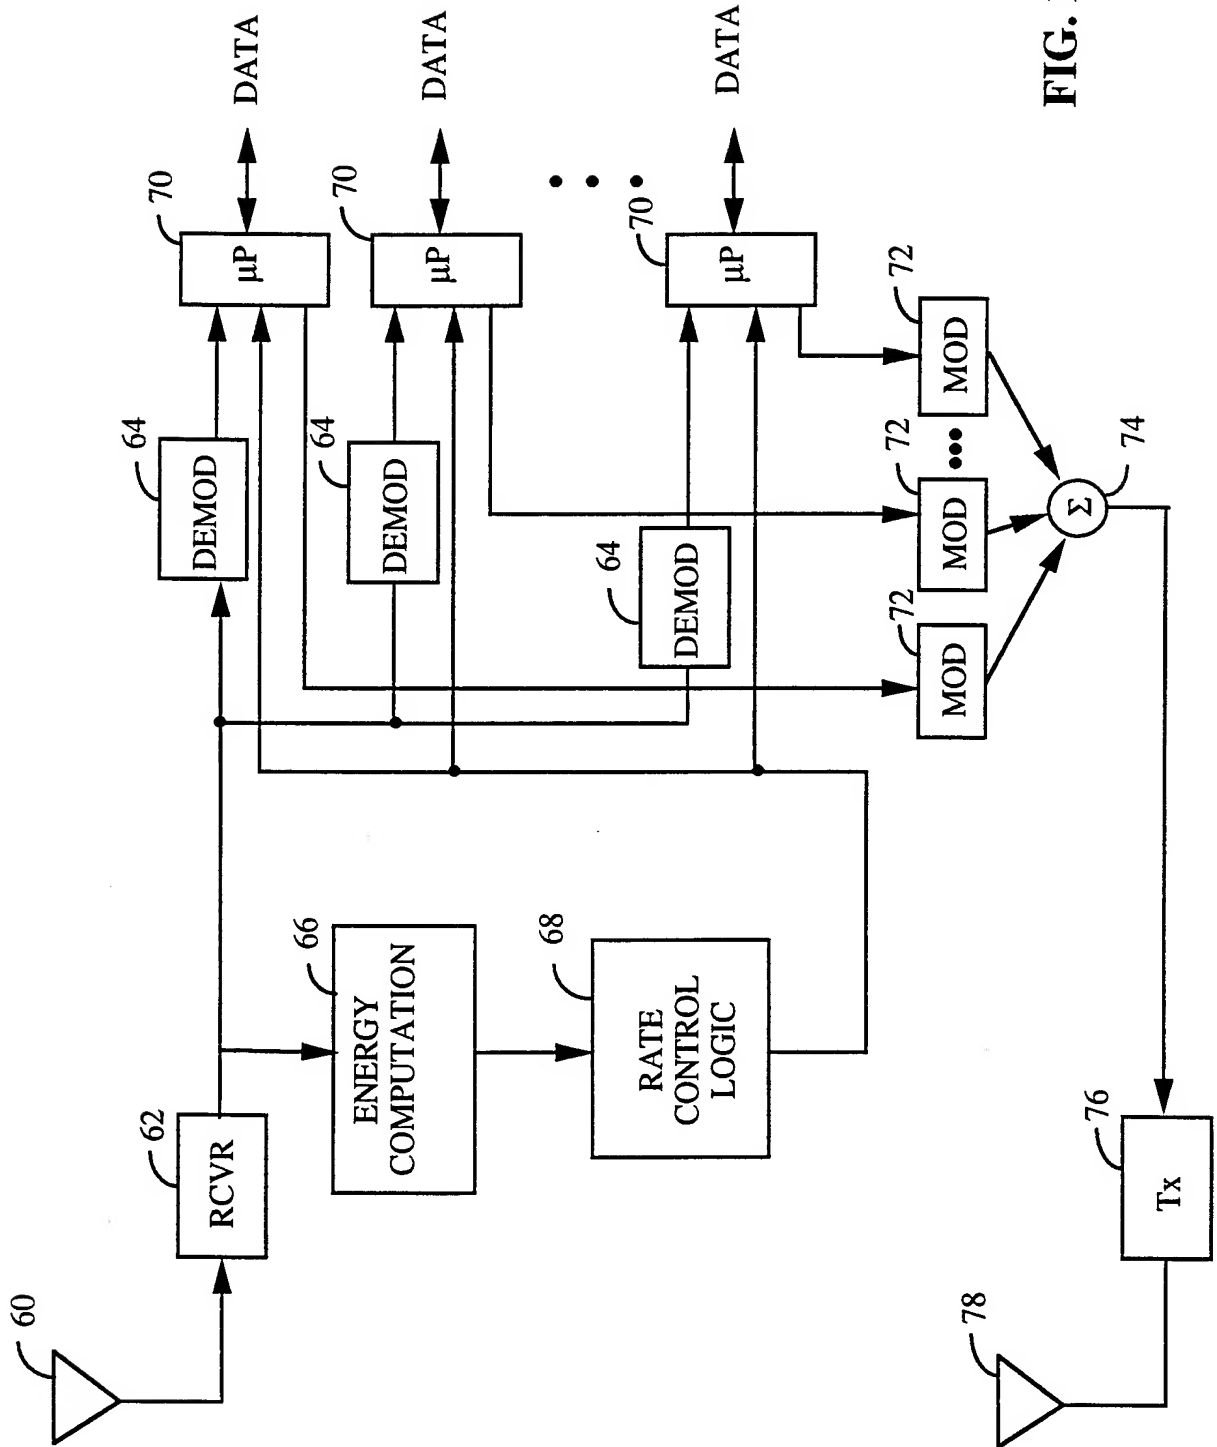 60
62
RCVR
66
ENERGY
COMPUTATION
68
RATE
CONTROL
LOGIC
64
DEMOD
64
DEMOD
64
DEMOD
70
µP
DATA
70
µP
DATA
70
µP
DATA
72
MOD
72
MOD
72
MOD
Σ
74
76
Tx
78
FIG.